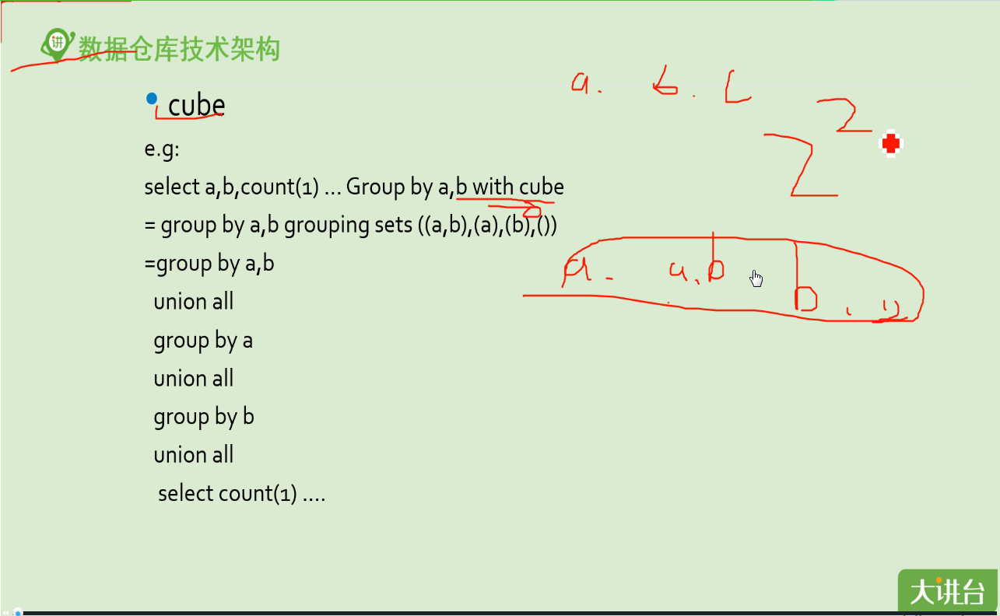 讲 数据仓库技术架构
cube
e.g:
select a,b,count(1) ... Group by a,b with cube
= group by a,b grouping sets ((a,b),(a),(b),())
=group by a,b
union all
group by a
union all
group by b
union all
select count(1) ....
a. b. c
2
2
a. a.b
b
大讲台